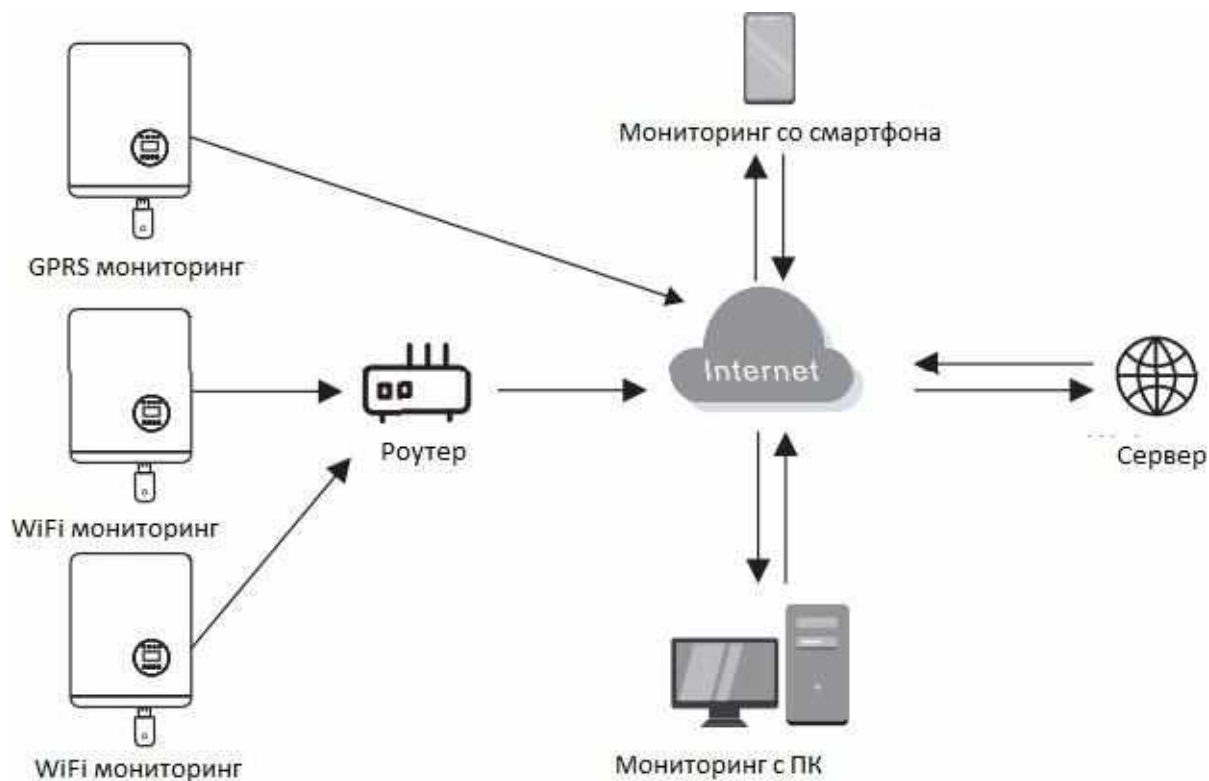 Мониторинг со смартфона
GPRS мониторинг
Internet
Роутер
Сервер
WiFi мониторинг
WiFi мониторинг
Мониторинг с ПК